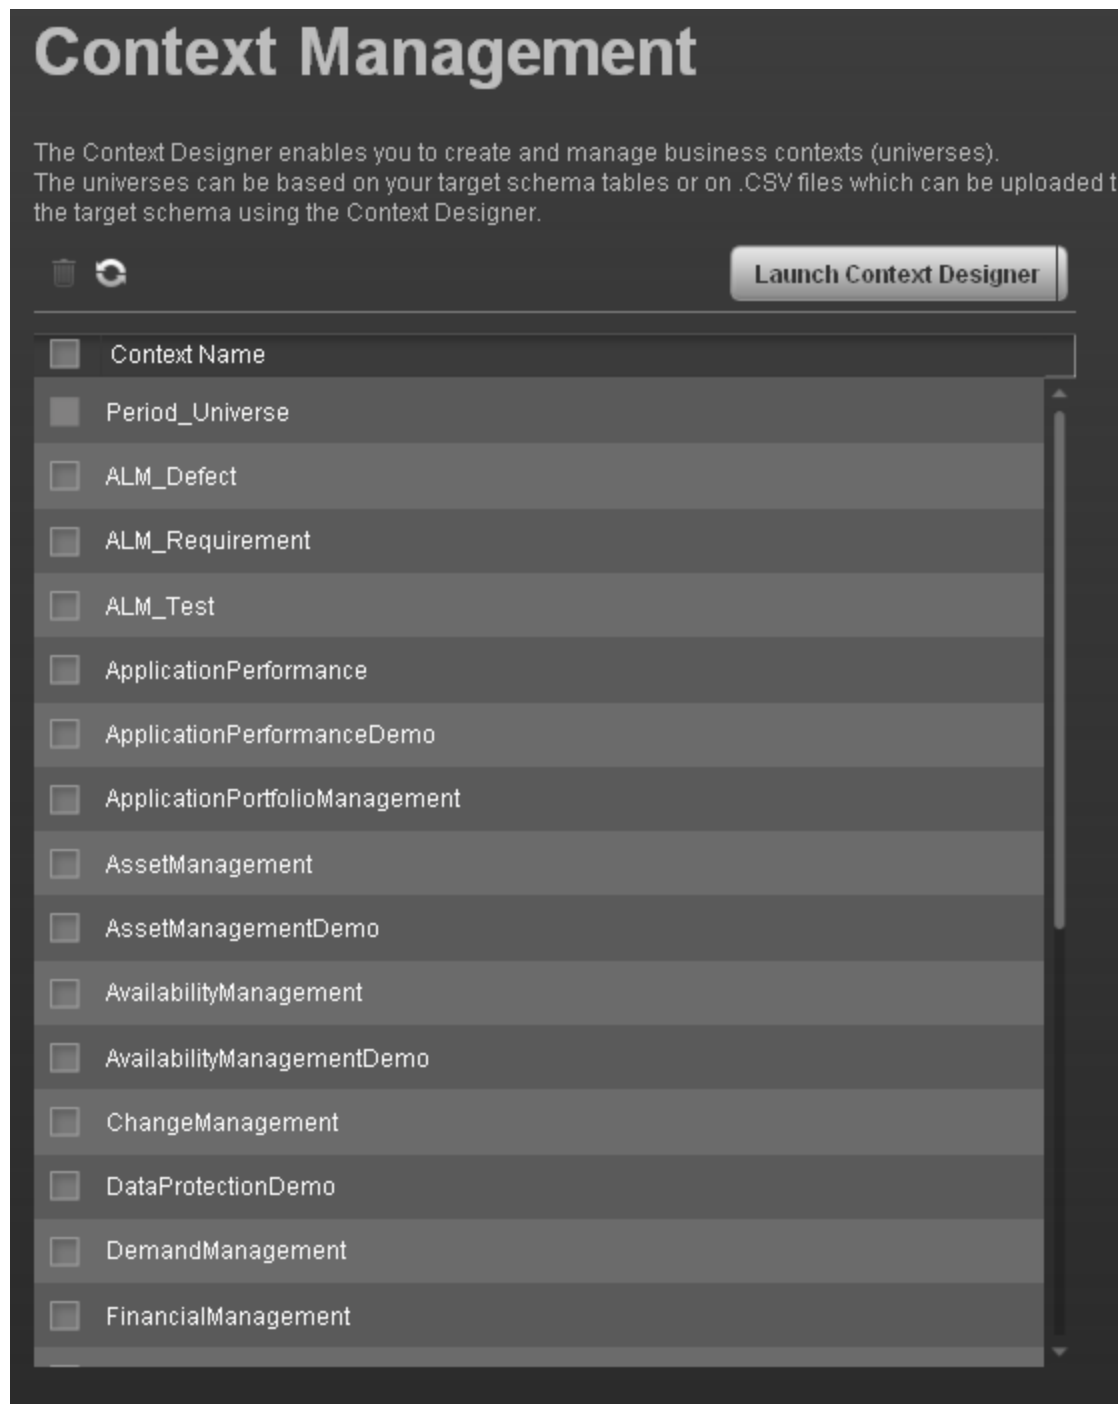 Context Management
The Context Designer enables you to create and manage business contexts (universes).
The universes can be based on your target schema tables or on .CSV files which can be uploaded t
the target schema using the Context Designer.
Launch Context Designer
Context Name
Period_Universe
ALM_Defect
ALM_Requirement
ALM_Test
ApplicationPerformance
ApplicationPerformanceDemo
ApplicationPortfolioManagement
AssetManagement
AssetManagementDemo
AvailabilityManagement
AvailabilityManagementDemo
ChangeManagement
DataProtectionDemo
DemandManagement
FinancialManagement